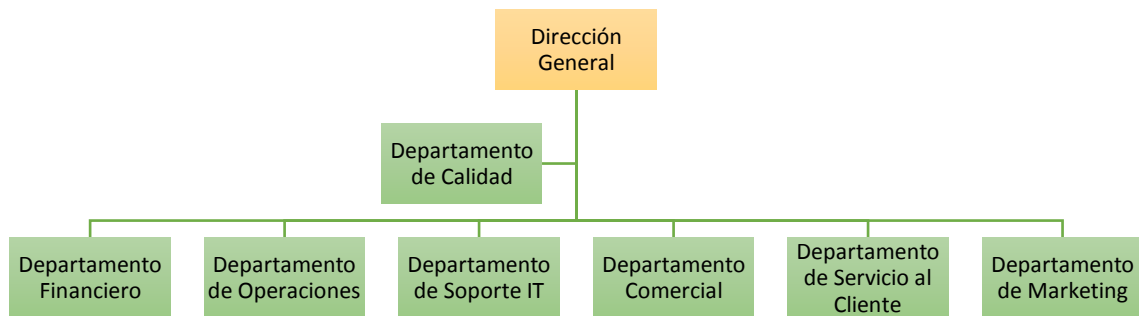 Dirección
General
Departamento
de Calidad
Departamento
Financiero
Departamento
de Operaciones
Departamento
de Soporte IT
Departamento
Comercial
Departamento
de Servicio al
Cliente
Departamento
de Marketing